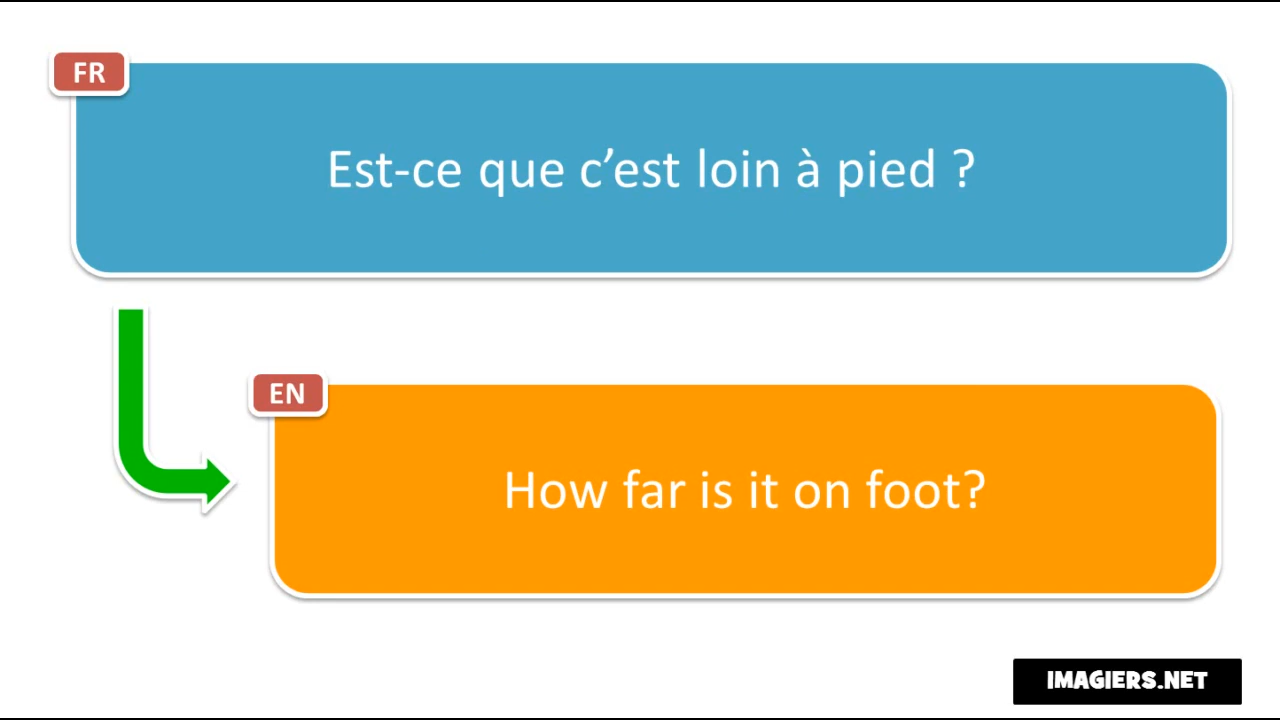 FR
Est-ce que c’est loin à pied ?
EN
How far is it on foot?
IMAGIERS.NET